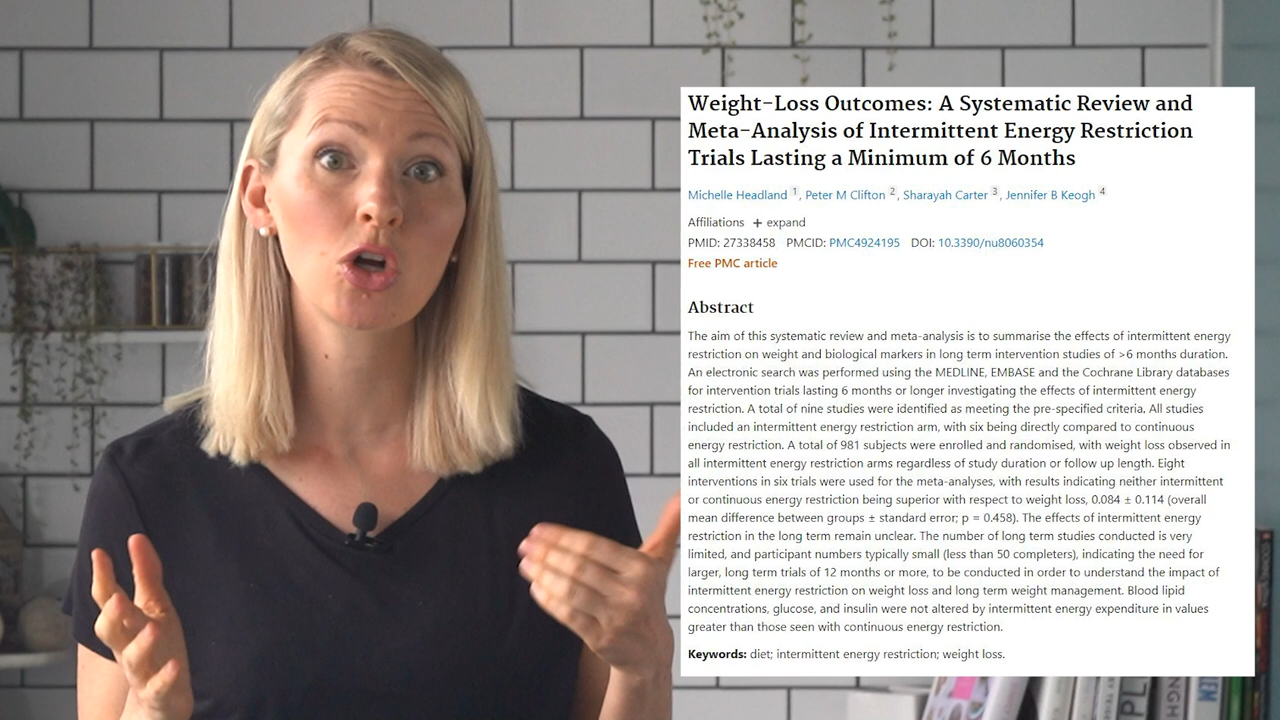 Weight-Loss Outcomes: A Systematic Review and
Meta-Analysis of Intermittent Energy Restriction
Trials Lasting a Minimum of 6 Months
Michelle Headland 1, Peter M Clifton 2, Sharayah Carter 3, Jennifer B Keogh 4
Affiliations + expand
PMID: 27338458 PMCID: PMC4924195 DOI: 10.3390/nu8060354
Free PMC article
Abstract
The aim of this systematic review and meta-analysis is to summarise the effects of intermittent energy
restriction on weight and biological markers in long term intervention studies of >6 months duration.
An electronic search was performed using the MEDLINE, EMBASE and the Cochrane Library databases
for intervention trials lasting 6 months or longer investigating the effects of intermittent energy
restriction. A total of nine studies were identified as meeting the pre-specified criteria. All studies
included an intermittent energy restriction arm, with six being directly compared to continuous
energy restriction. A total of 981 subjects were enrolled and randomised, with weight loss observed in
all intermittent energy restriction arms regardless of study duration or follow up length. Eight
interventions in six trials were used for the meta-analyses, with results indicating neither intermittent
or continuous energy restriction being superior with respect to weight loss, 0.084 ± 0.114 (overall
mean difference between groups ± standard error; p = 0.458). The effects of intermittent energy
restriction in the long term remain unclear. The number of long term studies conducted is very
limited, and participant numbers typically small (less than 50 completers), indicating the need for
larger, long term trials of 12 months or more, to be conducted in order to understand the impact of
intermittent energy restriction on weight loss and long term weight management. Blood lipid
concentrations, glucose, and insulin were not altered by intermittent energy expenditure in values
greater than those seen with continuous energy restriction.
Keywords: diet; intermittent energy restriction; weight loss.